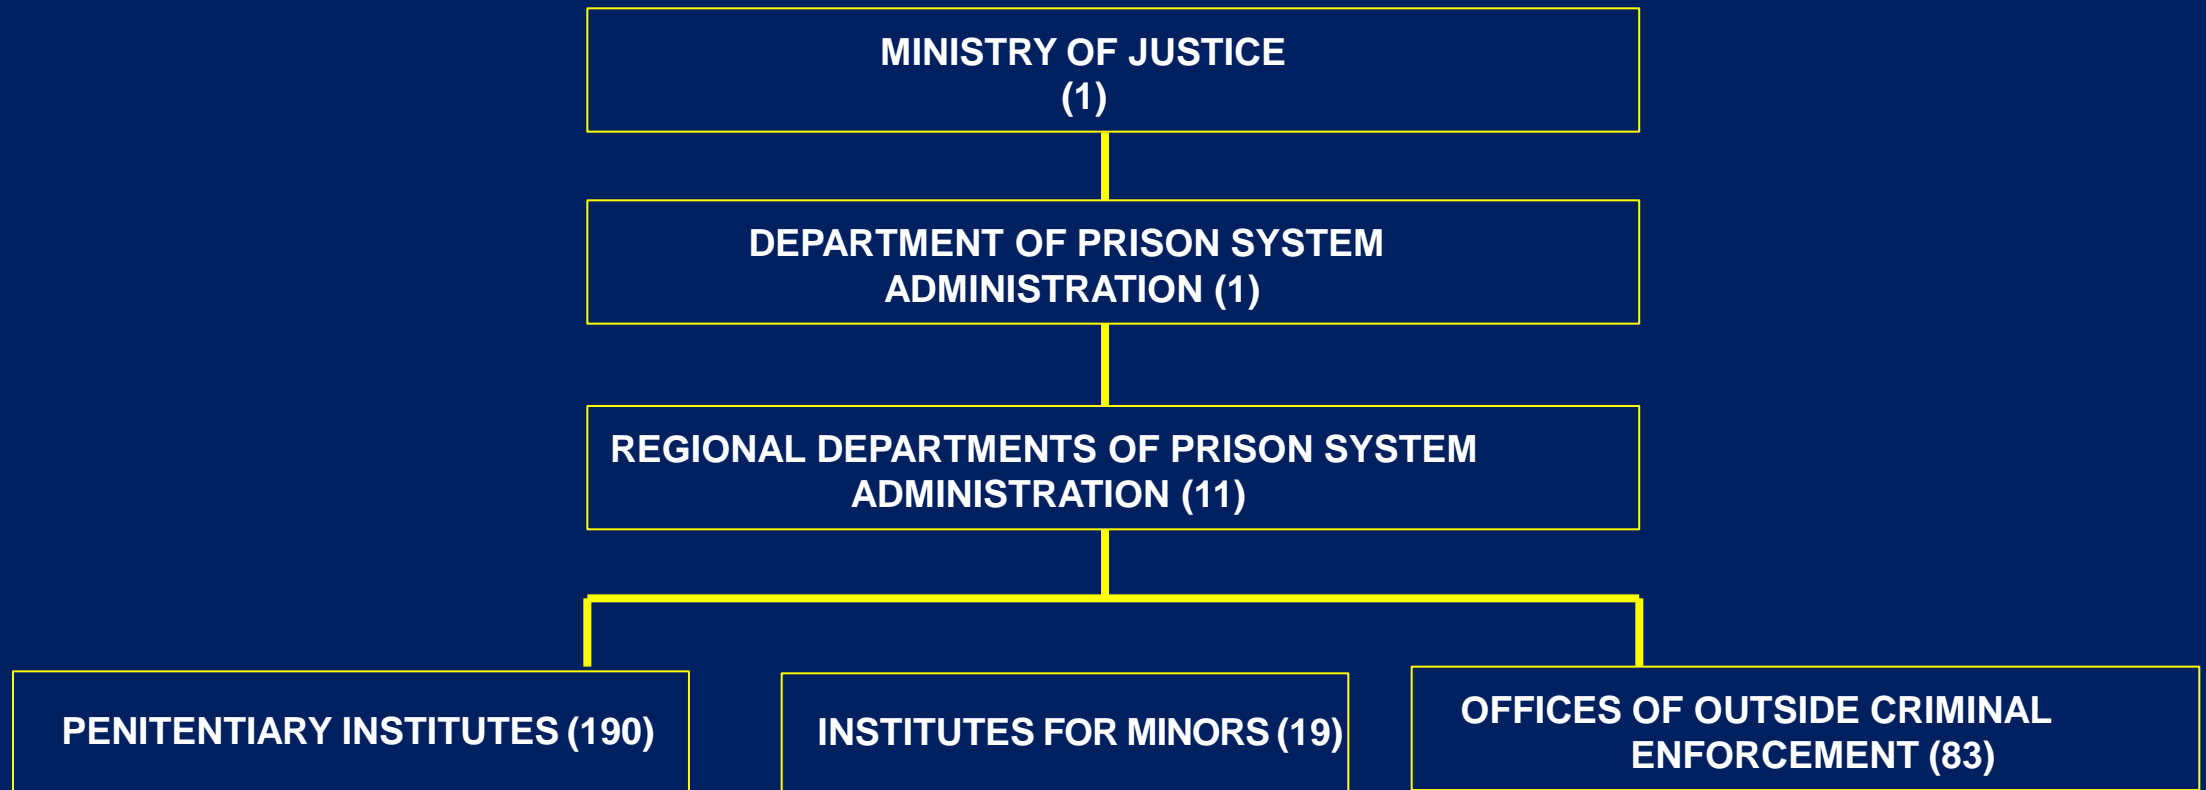 MINISTRY OF JUSTICE
(1)
DEPARTMENT OF PRISON SYSTEM
ADMINISTRATION (1)
REGIONAL DEPARTMENTS OF PRISON SYSTEM
ADMINISTRATION (11)
PENITENTIARY INSTITUTES (190)
INSTITUTES FOR MINORS (19)
OFFICES OF OUTSIDE CRIMINAL
ENFORCEMENT (83)